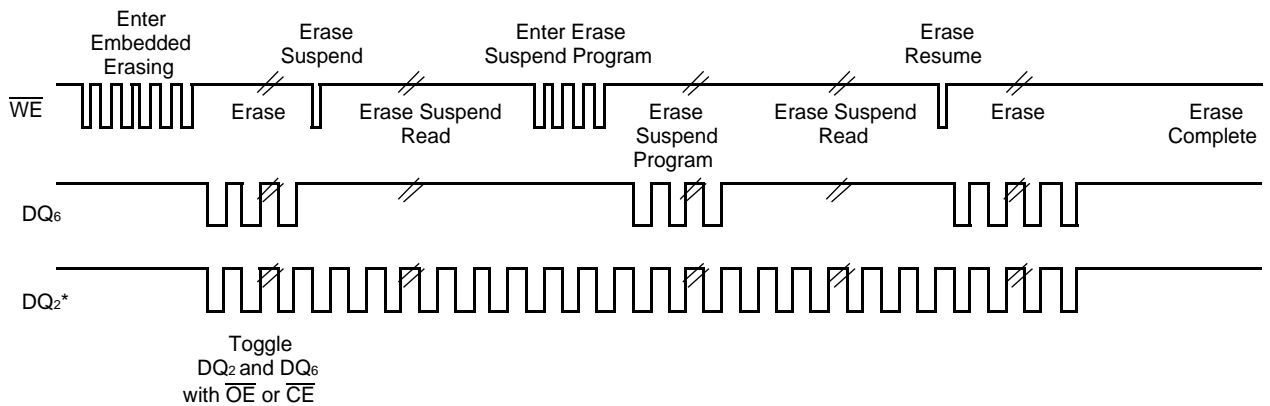 Enter
Embedded
Erasing
Erase
Suspend
Enter Erase
Suspend Program
Erase
Resume
WE
Erase
Erase Suspend
Read
Erase
Suspend
Program
Erase Suspend
Read
Erase
Erase
Complete
DQ6
DQ2*
Toggle
DQ2 and DQ6
with OE or CE